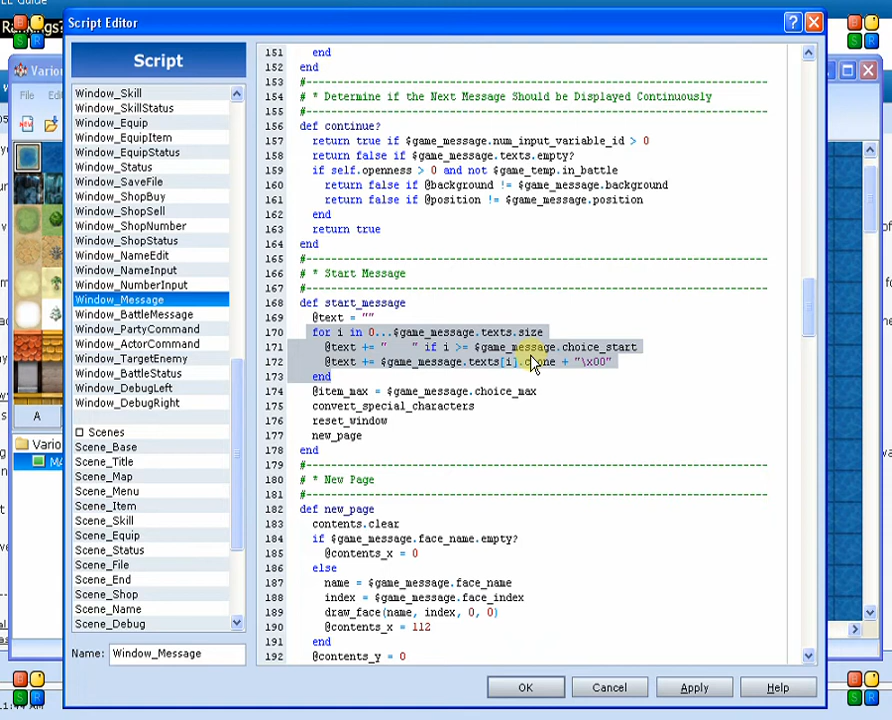 Script Editor
Script
Window_Skill
Window_SkillStatus
Window_Equip
Window_EquipItem
Window_EquipStatus
Window_Status
Window_SaveFile
Window_ShopBuy
Window_ShopSell
Window_ShopNumber
Window_ShopStatus
Window_NameEdit
Window_NameInput
Window_NumberInput
Window_Message
Window_BattleMessage
Window_PartyCommand
Window_ActorCommand
Window_TargetEnemy
Window_BattleStatus
Window_DebugLeft
Window_DebugRight
Scenes
Scene_Base
Scene_Title
Scene_Map
Scene_Menu
Scene_Item
Scene_Skill
Scene_Equip
Scene_Status
Scene_File
Scene_End
Scene_Shop
Scene_Name
Scene_Debug
Name: Window_Message
151 end
152 end
153 #------------------------------------------------------------------------
154 # * Determine if the Next Message Should be Displayed Continuously
155 #------------------------------------------------------------------------
156 def continue?
157 return true if $game_message.num_input_variable_id > 0
158 return false if $game_message.texts.empty?
159 if self.openness > 0 and not $game_temp.in_battle
160 return false if @background != $game_message.background
161 return false if @position != $game_message.position
162 end
163 return true
164 end
165 #------------------------------------------------------------------------
166 # * Start Message
167 #------------------------------------------------------------------------
168 def start_message
169 @text = ""
170 for i in 0...$game_message.texts.size
171 @text += "    " if i >= $game_message.choice_start
172 @text += $game_message.texts[i].clone + "\x00"
173 end
174 @item_max = $game_message.choice_max
175 convert_special_characters
176 reset_window
177 new_page
178 end
179 #------------------------------------------------------------------------
180 # * New Page
181 #------------------------------------------------------------------------
182 def new_page
183 contents.clear
184 if $game_message.face_name.empty?
185 @contents_x = 0
186 else
187 name = $game_message.face_name
188 index = $game_message.face_index
189 draw_face(name, index, 0, 0)
190 @contents_x = 112
191 end
192 @contents_y = 0
OK Cancel Apply Help
File
A